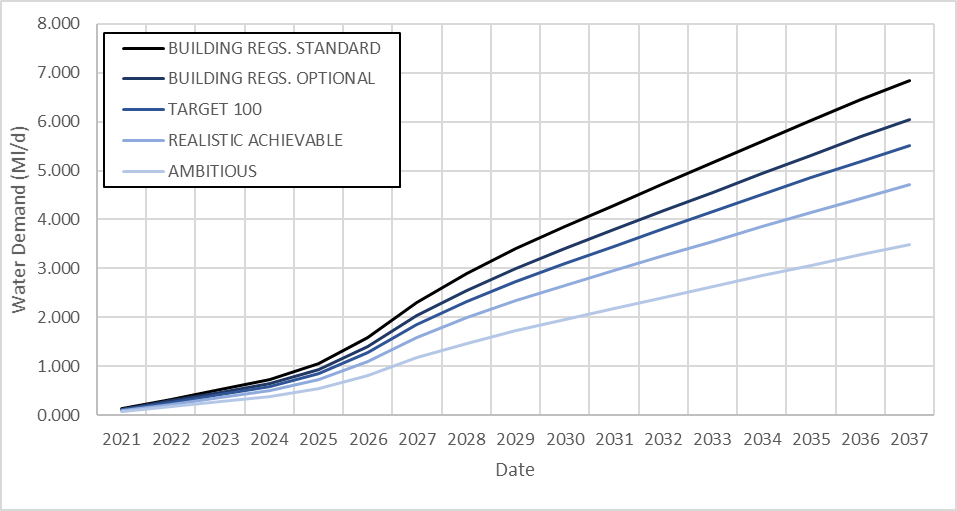 8.000
7.000
6.000
5.000
4.000
3.000
2.000
1.000
0.000
Water Demand (Ml/d)
BUILDING REGS. STANDARD
BUILDING REGS. OPTIONAL
TARGET 100
REALISTIC ACHIEVABLE
AMBITIOUS
2021 2022 2023 2024 2025 2026 2027 2028 2029 2030 2031 2032 2033 2034 2035 2036 2037
Date